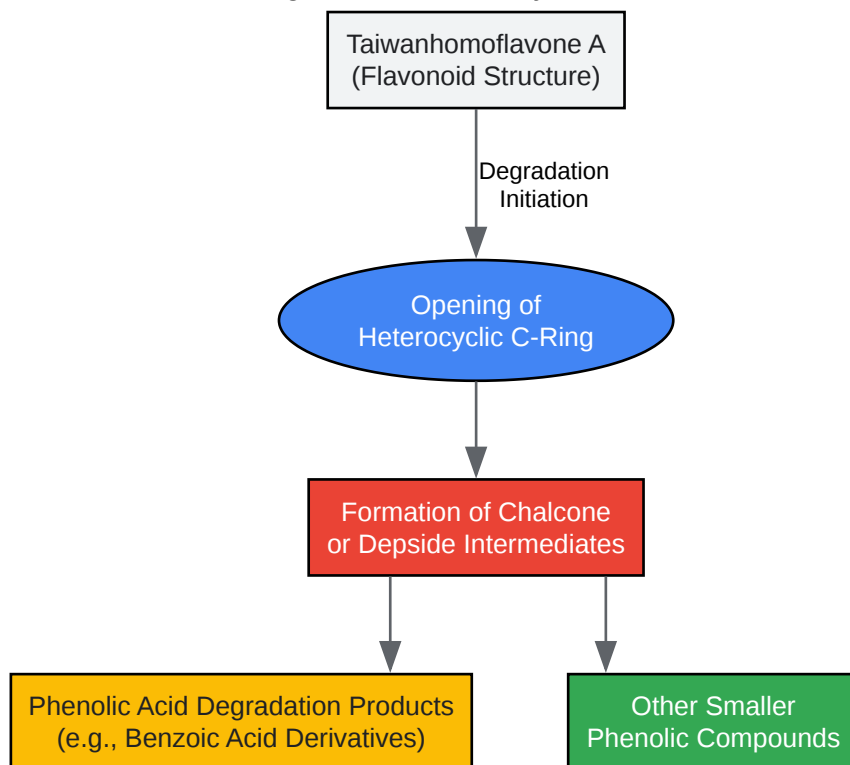 Taiwanhomoflavone A
(Flavonoid Structure)
Degradation
Initiation
Opening of
Heterocyclic C-Ring
Formation of Chalcone
or Depside Intermediates
Phenolic Acid Degradation Products
(e.g., Benzoic Acid Derivatives)
Other Smaller
Phenolic Compounds